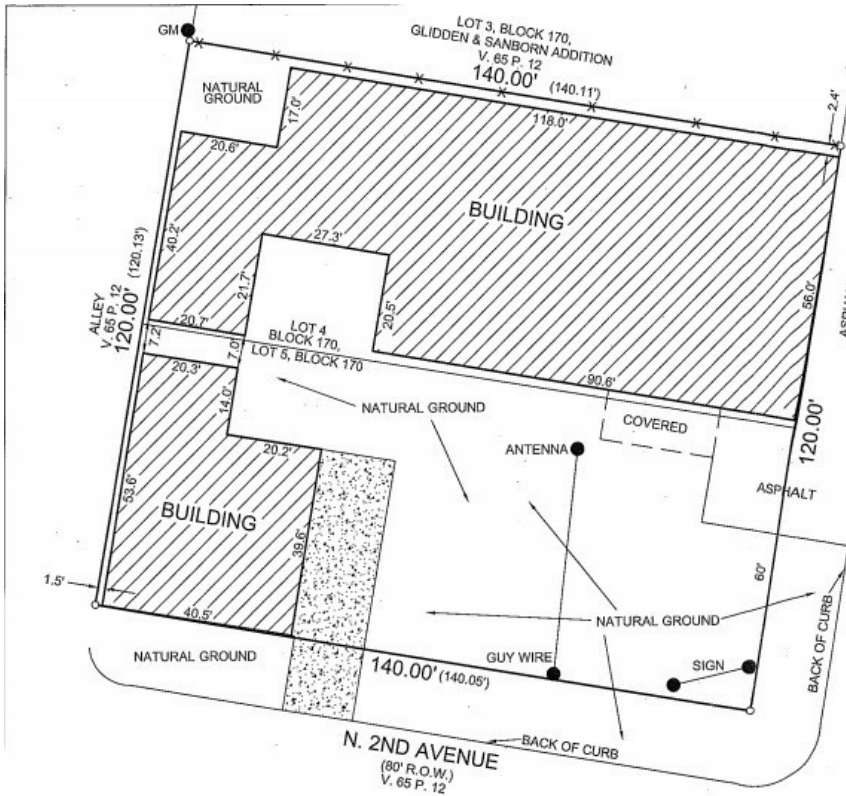 LOT 3, BLOCK 170,
GLIDDEN & SANBORN ADDITION
V. 65 P. 12
140.00' (140.11')
GM
NATURAL
GROUND
17.0'
118.0'
2.4'
20.6'
BUILDING
40.2'
27.3'
21.7'
20.5'
56.0'
ALLEY
V. 65 P. 12
120.00' (120.13')
20.7'
LOT 4
BLOCK 170,
LOT 5, BLOCK 170
7.2'
7.0'
20.3'
90.6'
14.0'
NATURAL GROUND
COVERED
120.00'
20.2'
ANTENNA
ASPHALT
53.6'
BUILDING
39.6'
1.5'
60'
40.5'
NATURAL GROUND
BACK OF CURB
NATURAL GROUND
GUY WIRE
SIGN
140.00' (140.05')
BACK OF CURB
N. 2ND AVENUE
(80' R.O.W.)
V. 65 P. 12